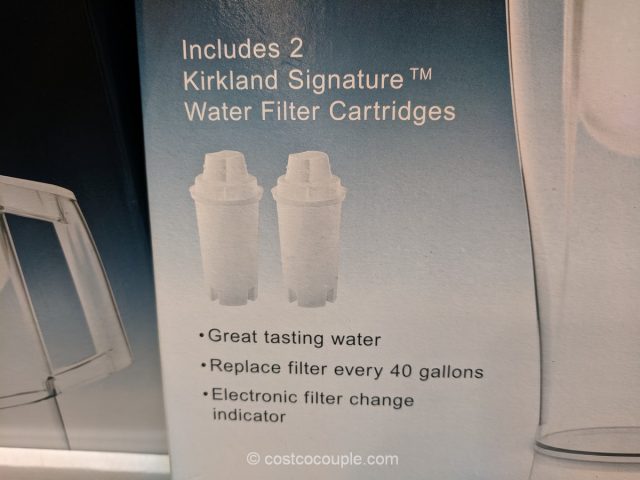 Includes 2
Kirkland Signature™
Water Filter Cartridges
•Great tasting water
•Replace filter every 40 gallons
•Electronic filter change
indicator
© costcocouple.com